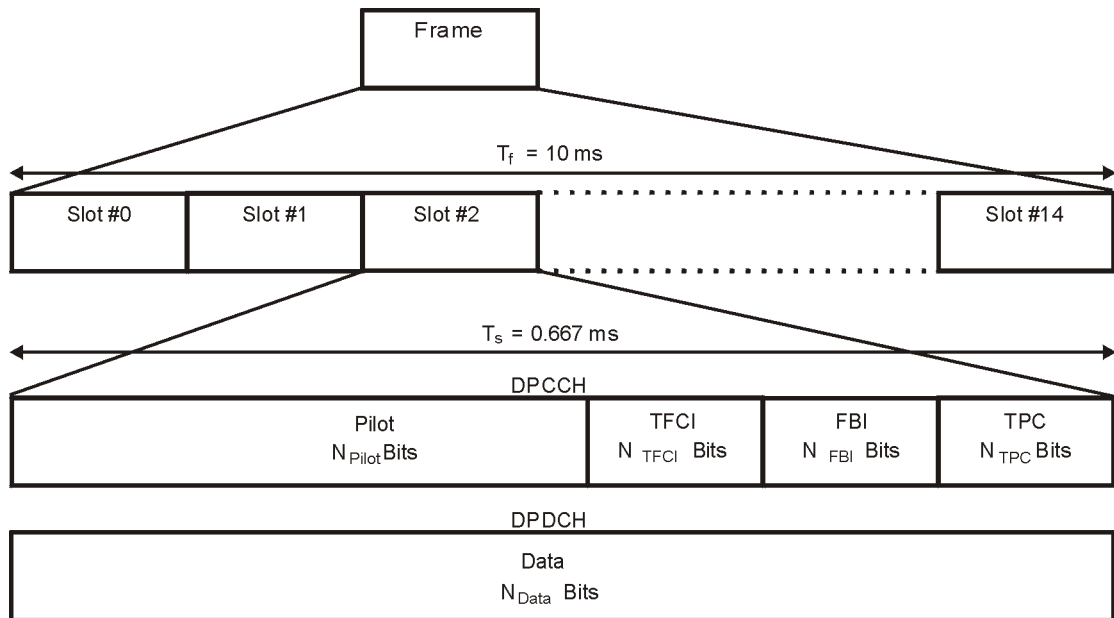 Frame
T_f = 10 ms
Slot #0 Slot #1 Slot #2 Slot #14
T_s = 0.667 ms
DPCCH
Pilot TFCI FBI TPC
N_Pilot Bits N_TFCI Bits N_FBI Bits N_TPC Bits
DPDCH
Data
N_Data Bits